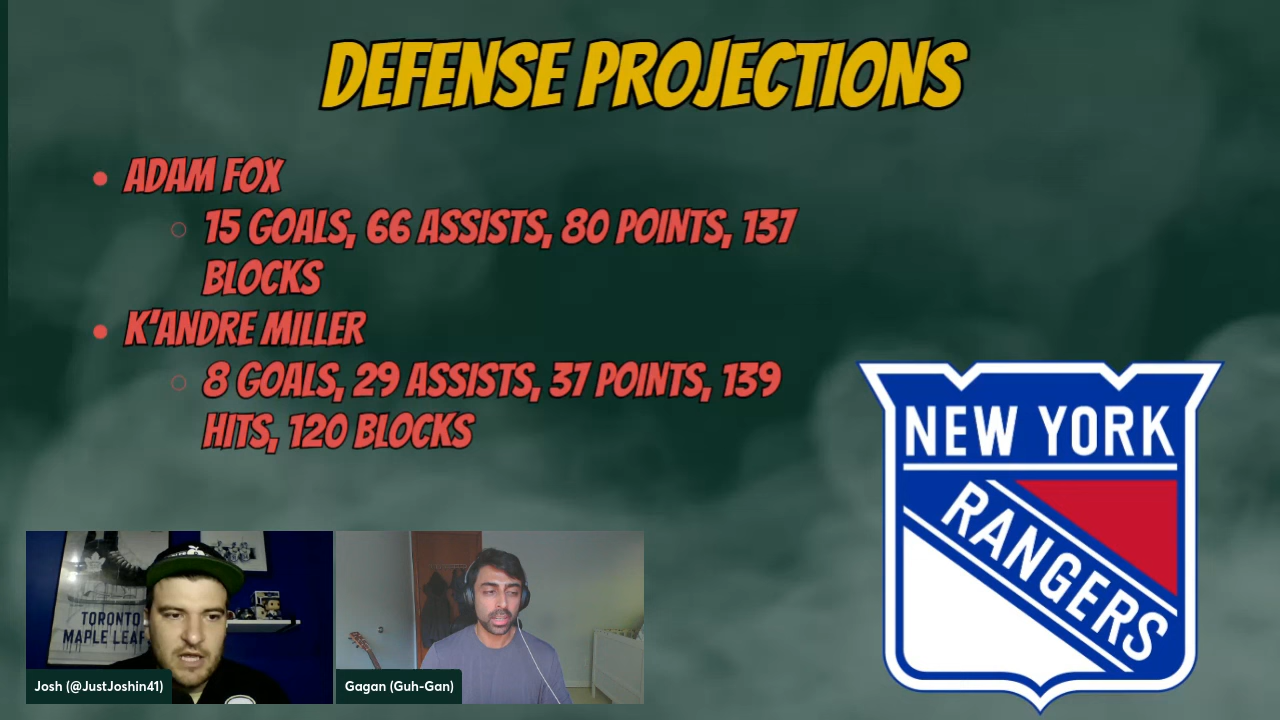 DEFENSE PROJECTIONS
ADAM FOX
15 GOALS, 66 ASSISTS, 80 POINTS, 137
BLOCKS
K'ANDRE MILLER
8 GOALS, 29 ASSISTS, 37 POINTS, 139
HITS, 120 BLOCKS
NEW YORK
RANGERS
TORONTO
MAPLE LEAF
Josh (@JustJoshin41)
Gagan (Guh-Gan)